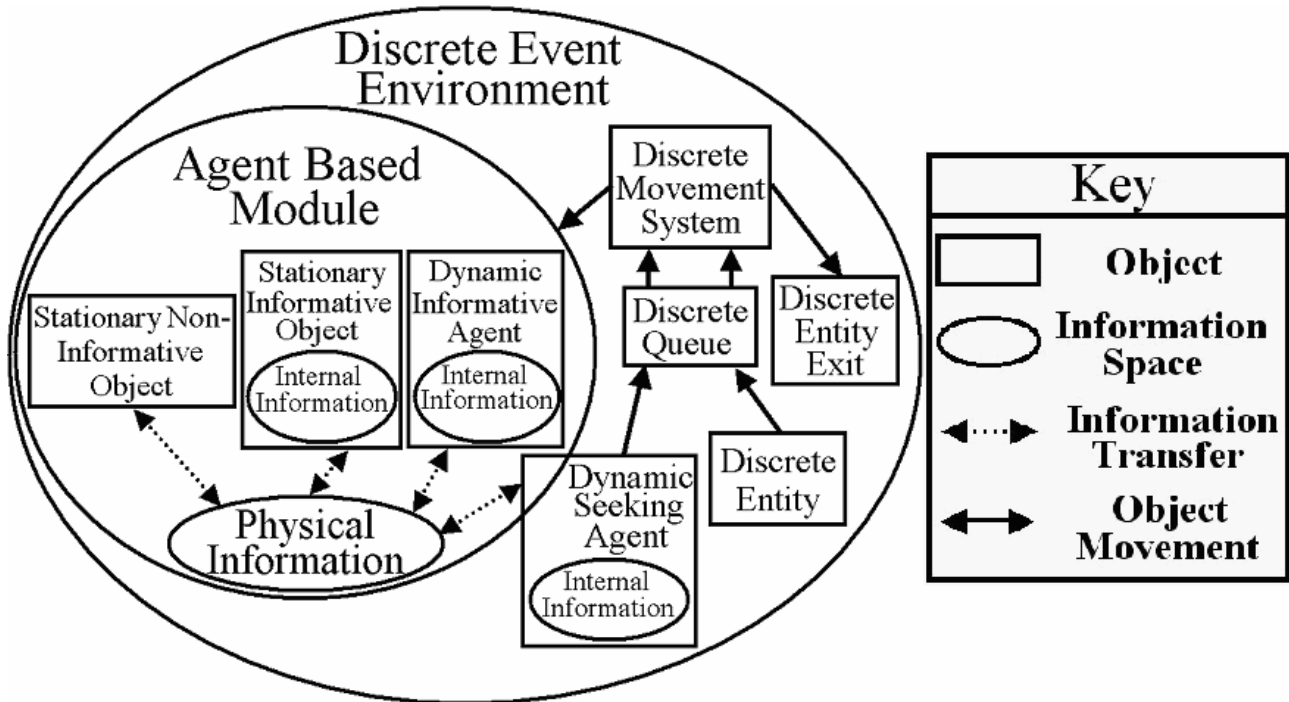 Discrete Event
Environment
Agent Based
Module
Stationary Non-
Informative
Object
Stationary
Informative
Object
Internal
Information
Dynamic
Informative
Agent
Internal
Information
Physical
Information
Discrete
Movement
System
Discrete
Queue
Discrete
Entity
Exit
Dynamic
Seeking
Agent
Internal
Information
Discrete
Entity
Key
Object
Information
Space
Information
Transfer
Object
Movement